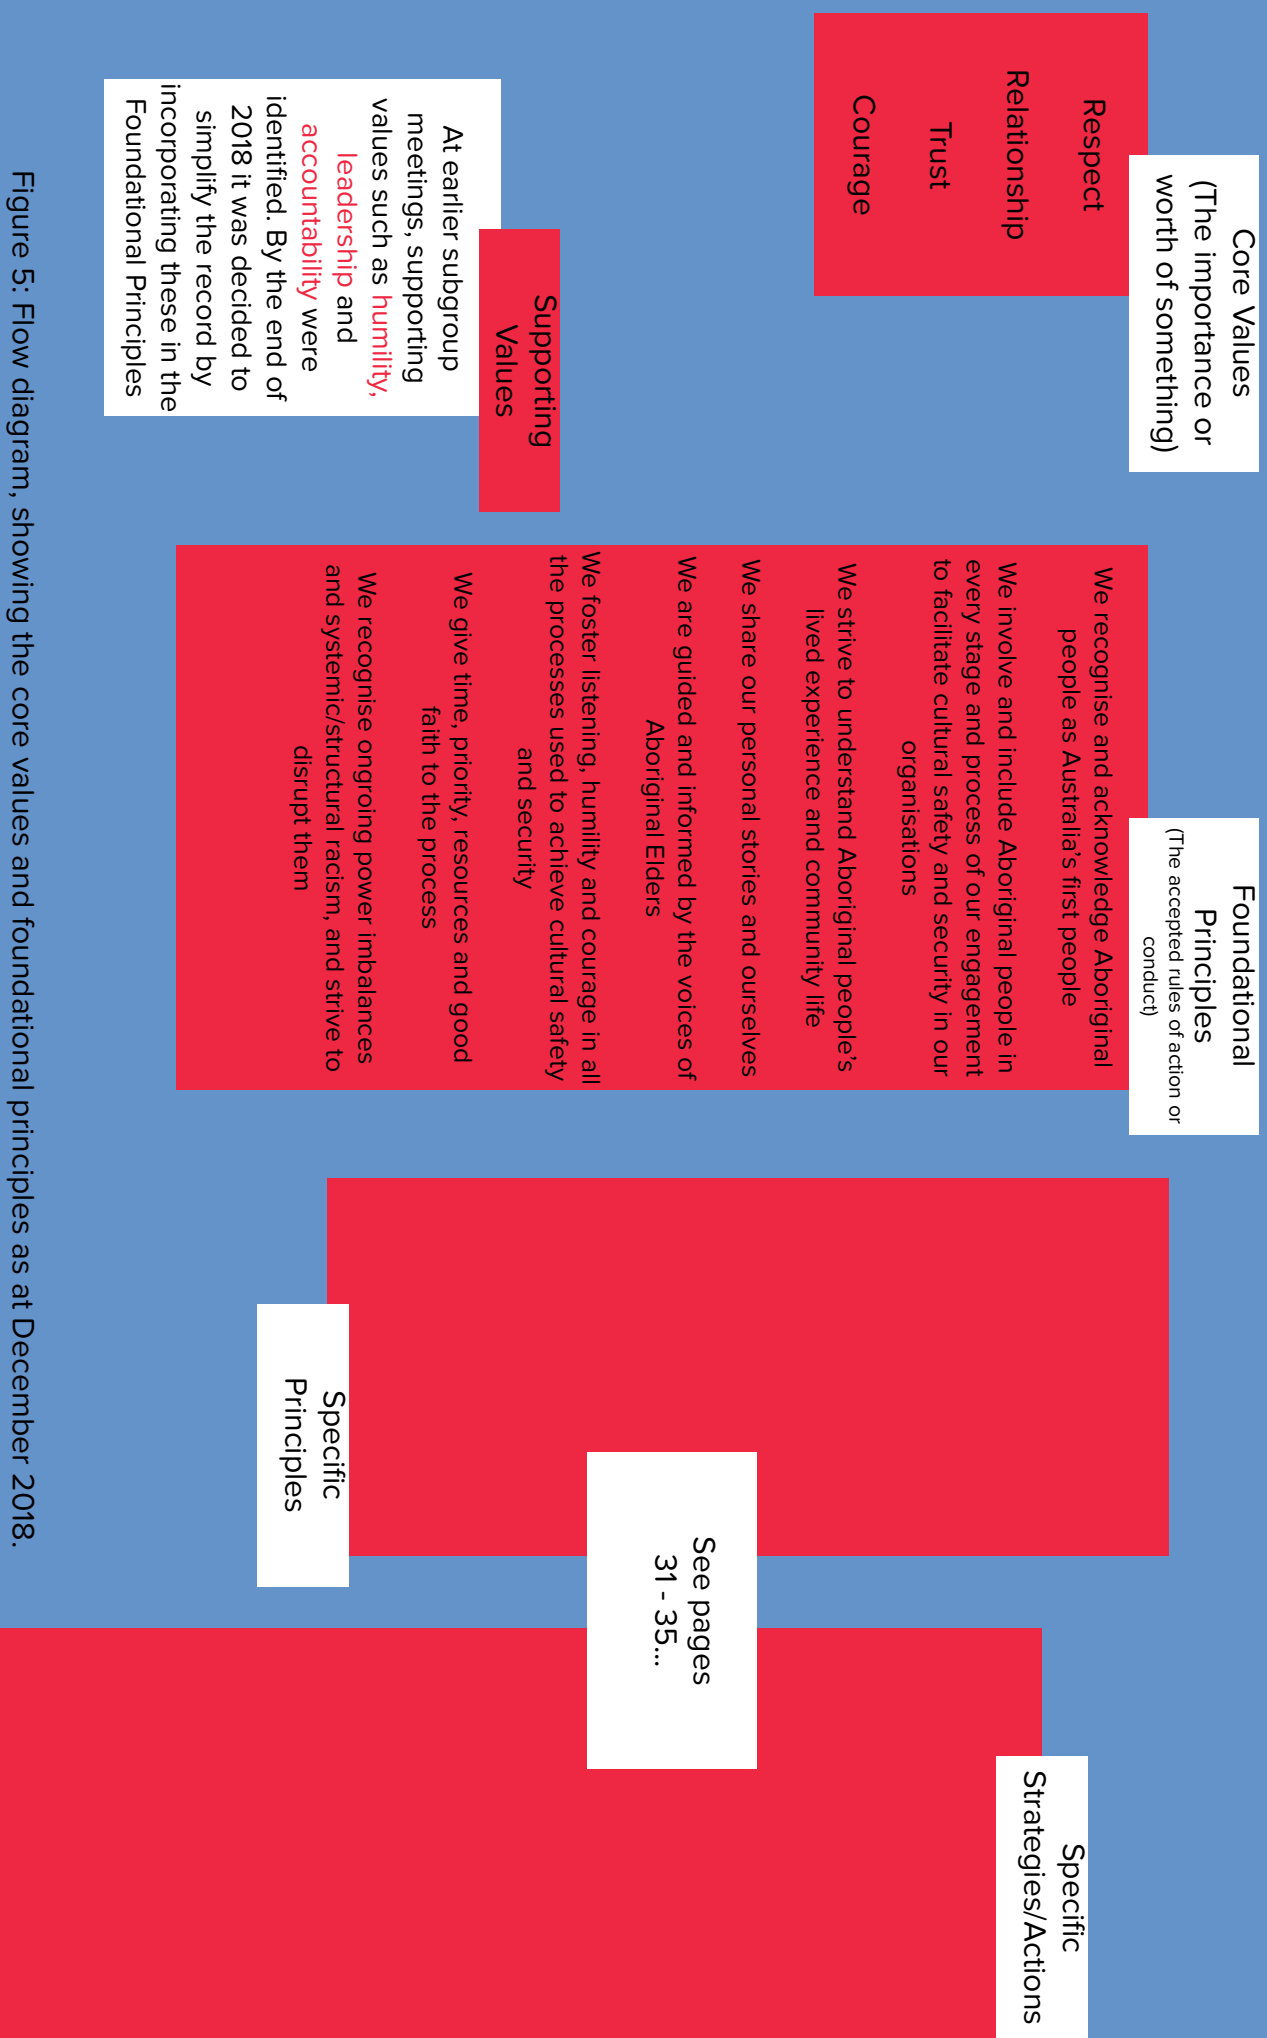 Core Values
(The importance or
worth of something)
Respect
Relationship
Trust
Courage
Supporting
Values
At earlier subgroup
meetings, supporting
values such as humility,
leadership and
accountability were
identified. By the end of
2018 it was decided to
simplify the record by
incorporating these in the
Foundational Principles
Foundational
Principles
(The accepted rules of action or
conduct)
We recognise and acknowledge Aboriginal
people as Australia's first people
We involve and include Aboriginal people in
every stage and process of our engagement
to facilitate cultural safety and security in our
organisations
We strive to understand Aboriginal people's
lived experience and community life
We share our personal stories and ourselves
We are guided and informed by the voices of
Aboriginal Elders
We foster listening, humility and courage in all
the processes used to achieve cultural safety
and security
We give time, priority, resources and good
faith to the process
We recognise ongroing power imbalances
and systemic/structural racism, and strive to
disrupt them
Specific
Principles
See pages
31 - 35...
Specific
Strategies/Actions
Figure 5: Flow diagram, showing the core values and foundational principles as at December 2018.